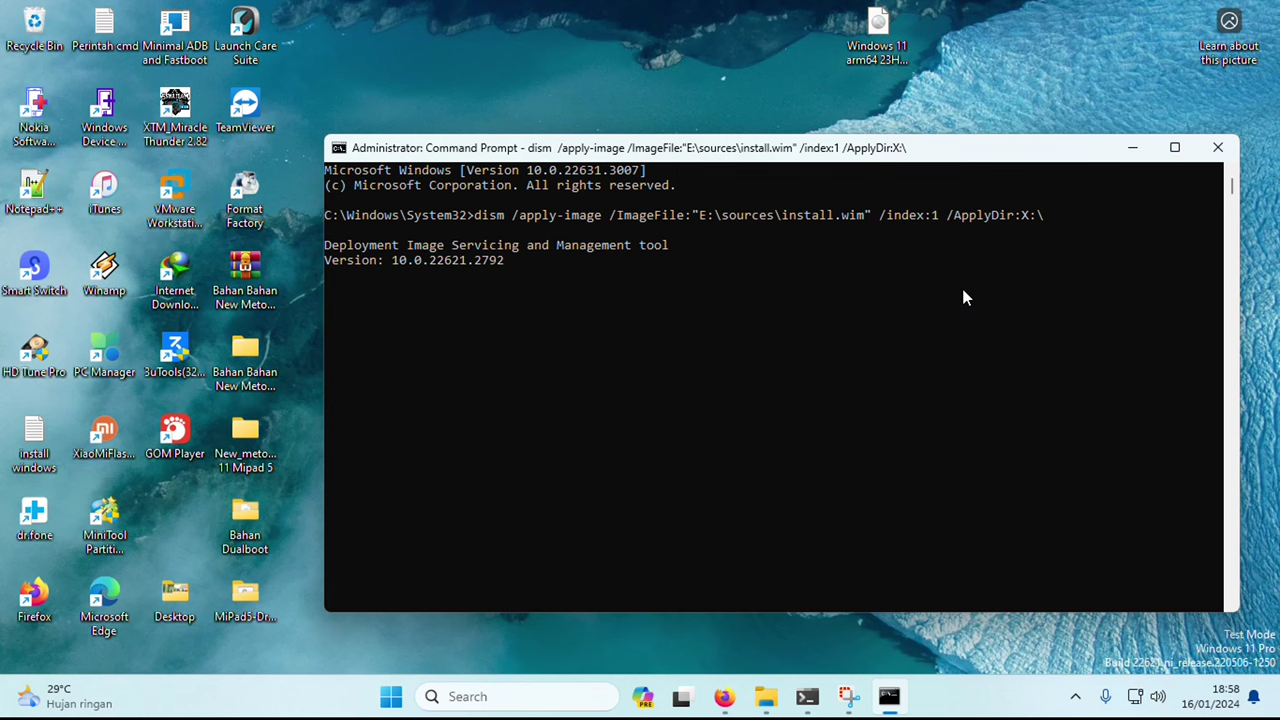 Recycle Bin
Perintah cmd
Minimal ADB
and Fastboot
Launch Care
Suite
Windows 11
arm64 23H...
Learn about
this picture
Nokia
Softwa...
Windows
Device ...
XTM_Miracle
Thunder 2.82
TeamViewer
Notepad++
iTunes
VMware
Workstati...
Format
Factory
Smart Switch
Winamp
Internet
Downlo...
Bahan Bahan
New Meto...
HD Tune Pro
PC Manager
3uTools(32...
Bahan Bahan
New Meto...
install
windows
XiaoMiFlas...
GOM Player
New_meto...
11 Mipad 5
dr.fone
MiniTool
Partiti...
Bahan
Dualboot
Firefox
Microsoft
Edge
Desktop
MiPad5-Dr...
Administrator: Command Prompt - dism /apply-image /ImageFile:"E:\sources\install.wim" /index:1 /ApplyDir:X:\
Microsoft Windows [Version 10.0.22631.3007]
(c) Microsoft Corporation. All rights reserved.
C:\Windows\System32>dism /apply-image /ImageFile:"E:\sources\install.wim" /index:1 /ApplyDir:X:\
Deployment Image Servicing and Management tool
Version: 10.0.22621.2792
Test Mode
Windows 11 Pro
Build 22621.ni_release.220506-1250
29°C
Hujan ringan
Search
PRE
18:58
16/01/2024